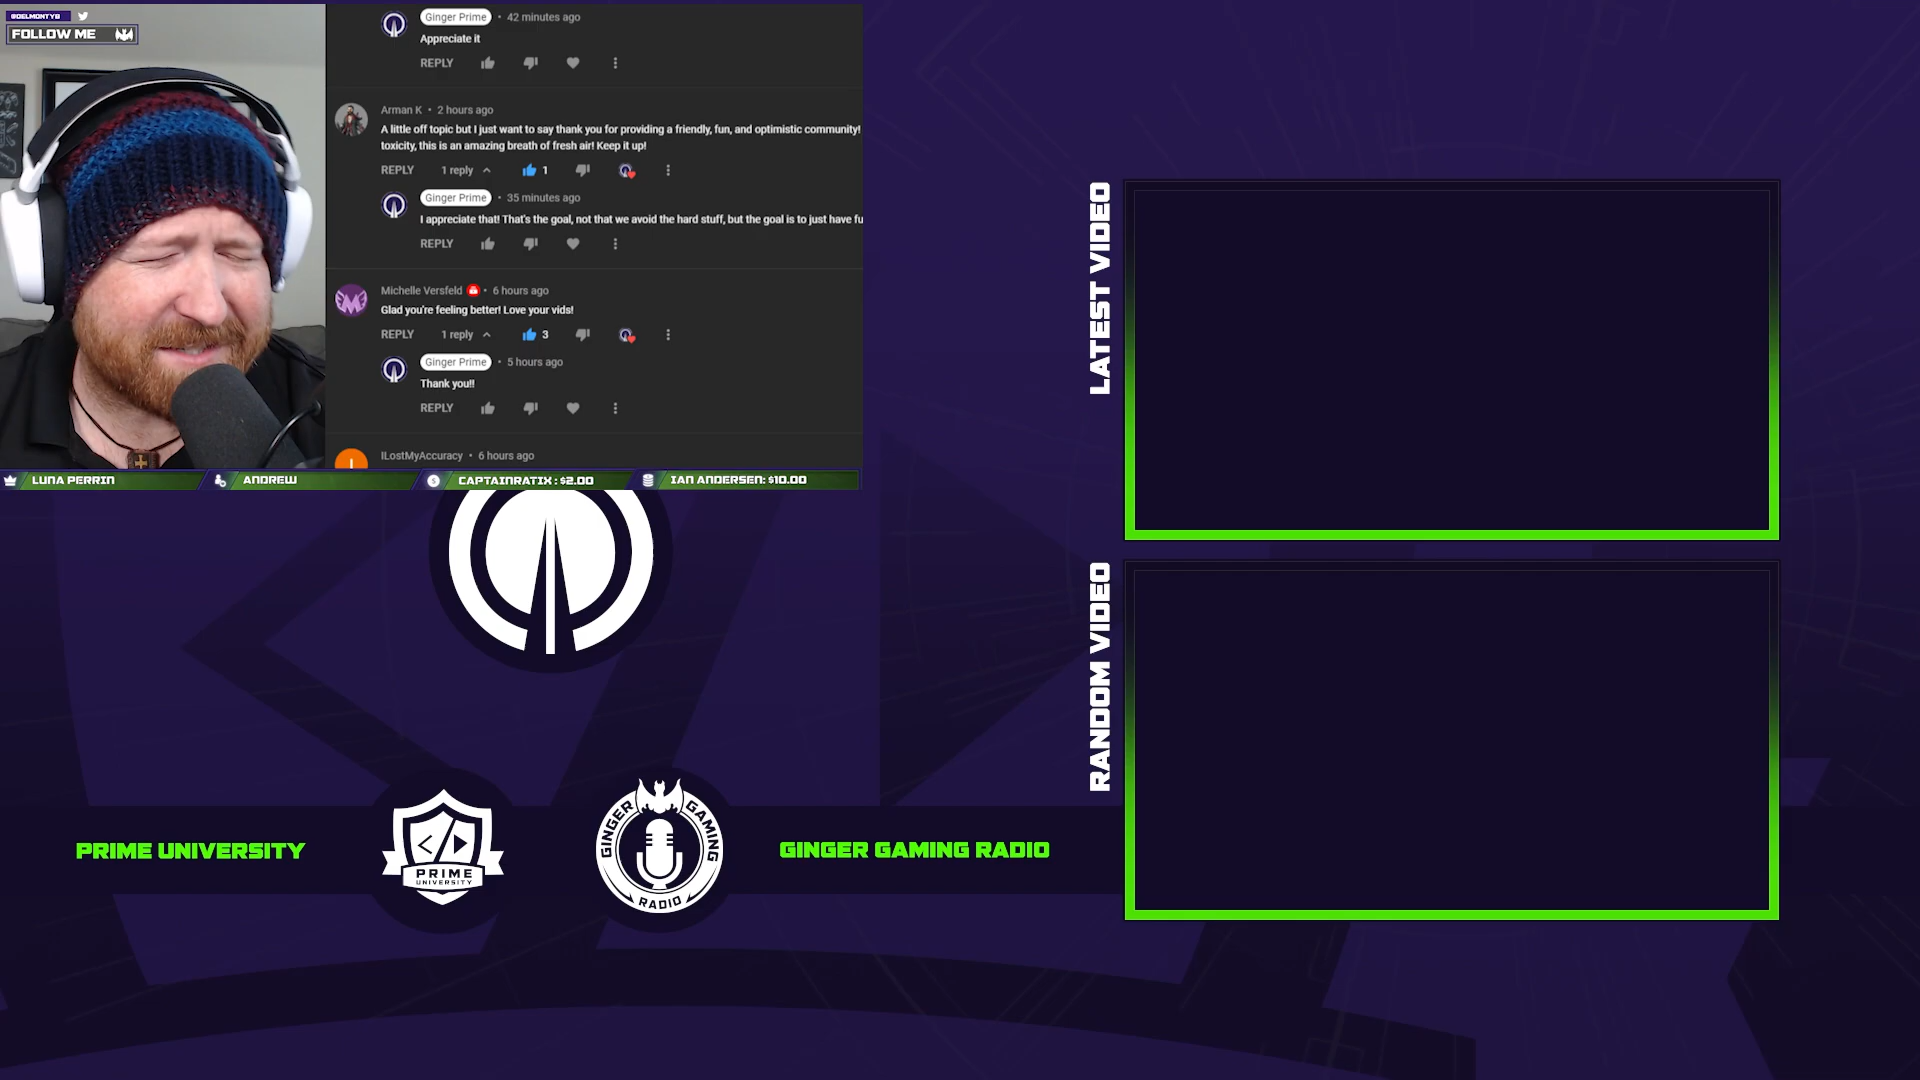 @DELMONTYB
FOLLOW ME
Ginger Prime • 42 minutes ago
Appreciate it
REPLY
Arman K • 2 hours ago
A little off topic but I just want to say thank you for providing a friendly, fun, and optimistic community!
toxicity, this is an amazing breath of fresh air! Keep it up!
REPLY 1 reply 1
Ginger Prime • 35 minutes ago
I appreciate that! That's the goal, not that we avoid the hard stuff, but the goal is to just have fu
REPLY
Michelle Versfeld • 6 hours ago
Glad you're feeling better! Love your vids!
REPLY 1 reply 3
Ginger Prime • 5 hours ago
Thank you!!
REPLY
ILostMyAccuracy • 6 hours ago
LUNA PERRIN
ANDREW
CAPTAINRATIX : $2.00
IAN ANDERSEN: $10.00
LATEST VIDEO
RANDOM VIDEO
PRIME UNIVERSITY
PRIME
UNIVERSITY
GINGER GAMING
RADIO
GINGER GAMING RADIO